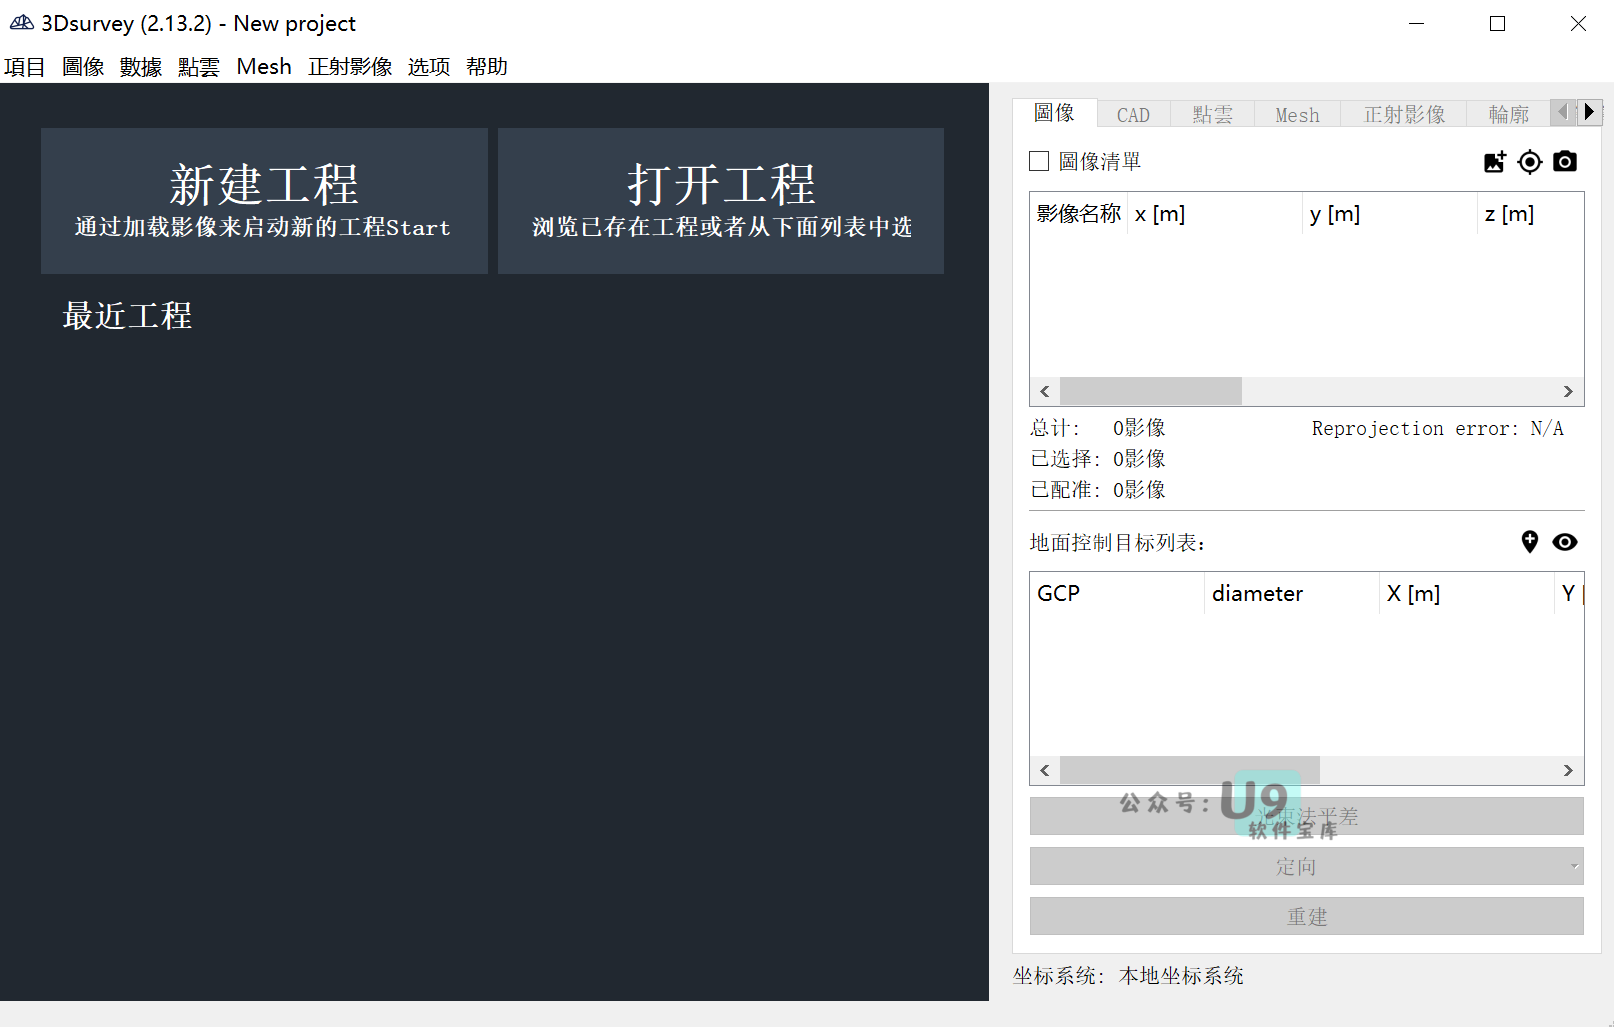 3Dsurvey (2.13.2) - New project
項目 圖像 數據 點雲 Mesh 正射影像 选项 帮助
新建工程
通过加载影像来启动新的工程Start
打开工程
浏览已存在工程或者从下面列表中选
最近工程
圖像 CAD 點雲 Mesh 正射影像 輪廓
圖像清單
影像名称 x [m] y [m] z [m]
总计: 0影像 Reprojection error: N/A
已选择: 0影像
已配准: 0影像
地面控制目标列表:
GCP diameter X [m] Y
公众号: U9
软件宝库
光束法平差
定向
重建
坐标系统: 本地坐标系统